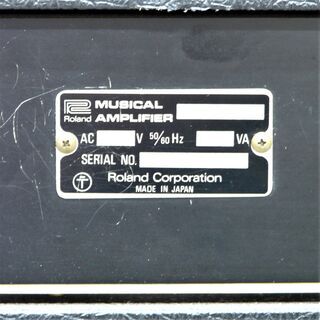 MUSICAL
Roland AMPLIFIER
AC V 50/60 Hz VA
SERIAL NO.
Roland Corporation
MADE IN JAPAN